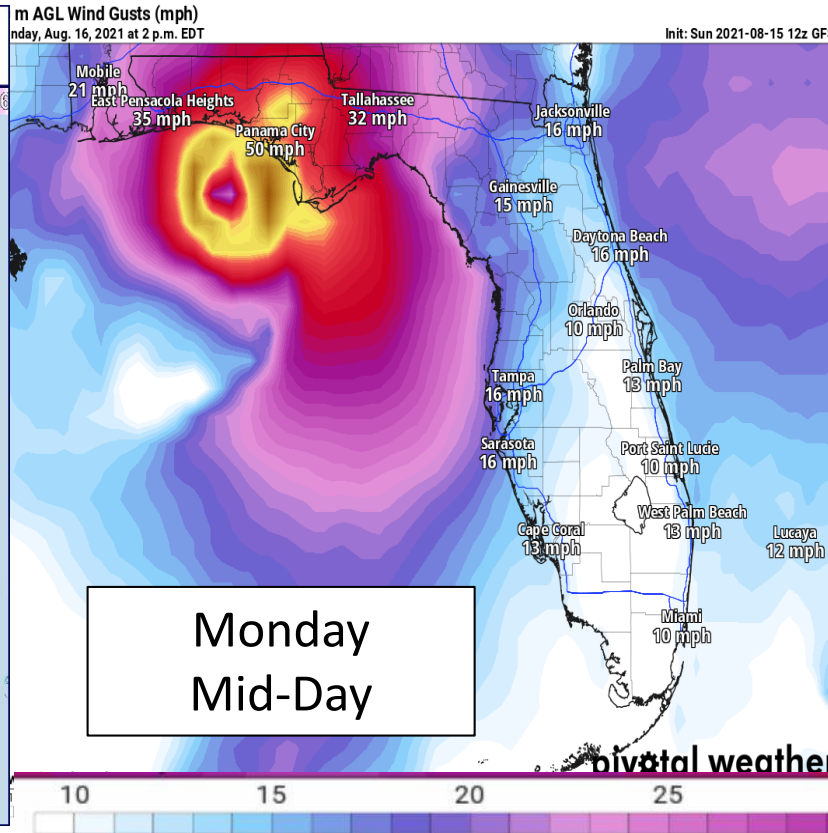 m AGL Wind Gusts (mph)
nday, Aug. 16, 2021 at 2 p.m. EDT
Init: Sun 2021-08-15 12z GF
Mobile
21 mph
East Pensacola Heights
35 mph
Panama City
50 mph
Tallahassee
32 mph
Jacksonville
16 mph
Gainesville
15 mph
Daytona Beach
16 mph
Orlando
10 mph
Tampa
16 mph
Palm Bay
13 mph
Sarasota
16 mph
Port Saint Lucie
10 mph
Cape Coral
13 mph
West Palm Beach
13 mph
Lucaya
12 mph
Miami
10 mph
Monday
Mid-Day
pivotal weather
10 15 20 25